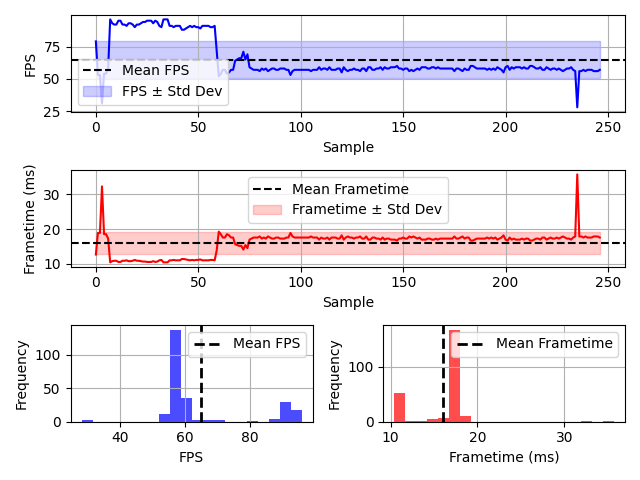 FPS
75
50
25
Mean FPS
FPS ± Std Dev
0
50
100
150
200
250
Sample
Frametime (ms)
30
20
10
Mean Frametime
Frametime ± Std Dev
0
50
100
150
200
250
Sample
Frequency
100
50
0
Mean FPS
40
60
80
FPS
Frequency
100
0
Mean Frametime
10
20
30
Frametime (ms)